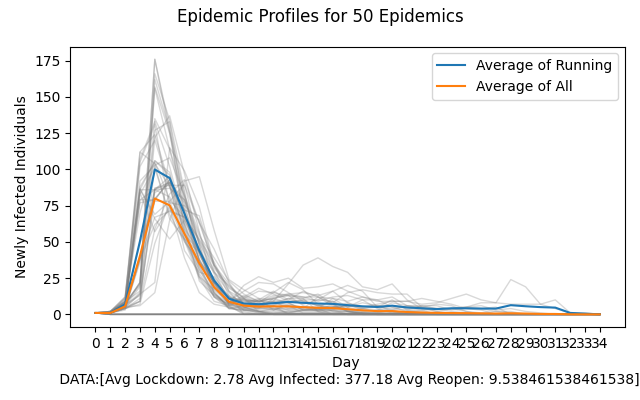 Epidemic Profiles for 50 Epidemics
Average of Running
Average of All
Newly Infected Individuals
175
150
125
100
75
50
25
0
0 1 2 3 4 5 6 7 8 9 10 11 12 13 14 15 16 17 18 19 20 21 22 23 24 25 26 27 28 29 30 31 32 33 34
Day
DATA:[Avg Lockdown: 2.78 Avg Infected: 377.18 Avg Reopen: 9.538461538461538]